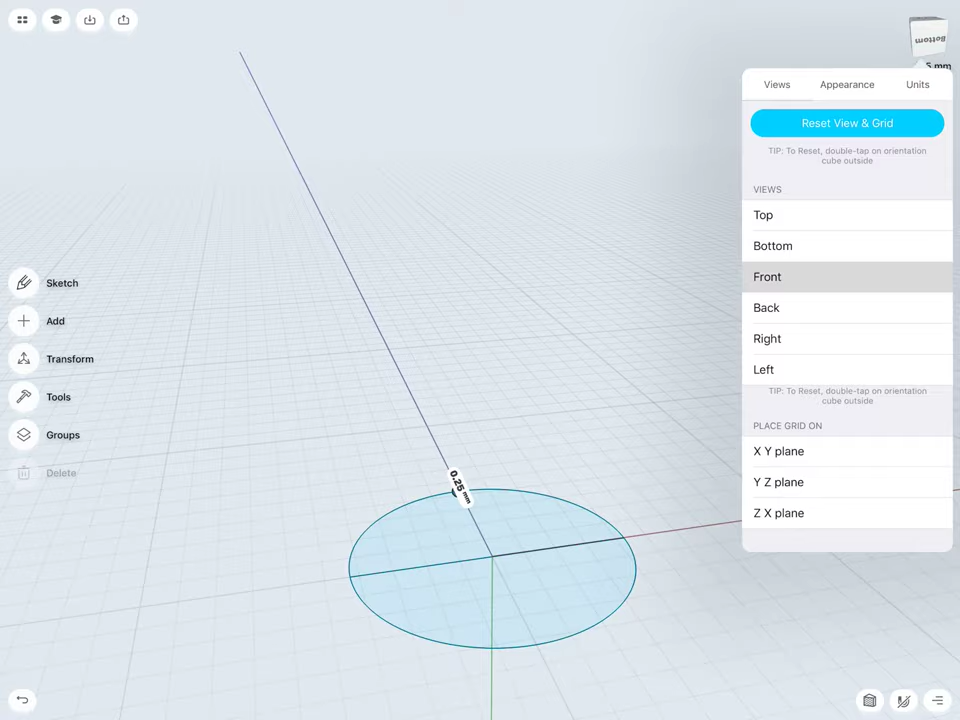 Bottom
5 mm
Views Appearance Units
Reset View & Grid
TIP: To Reset, double-tap on orientation
cube outside
VIEWS
Top
Bottom
Front
Back
Right
Left
TIP: To Reset, double-tap on orientation
cube outside
PLACE GRID ON
X Y plane
Y Z plane
Z X plane
Sketch
Add
Transform
Tools
Groups
Delete
0.25 mm